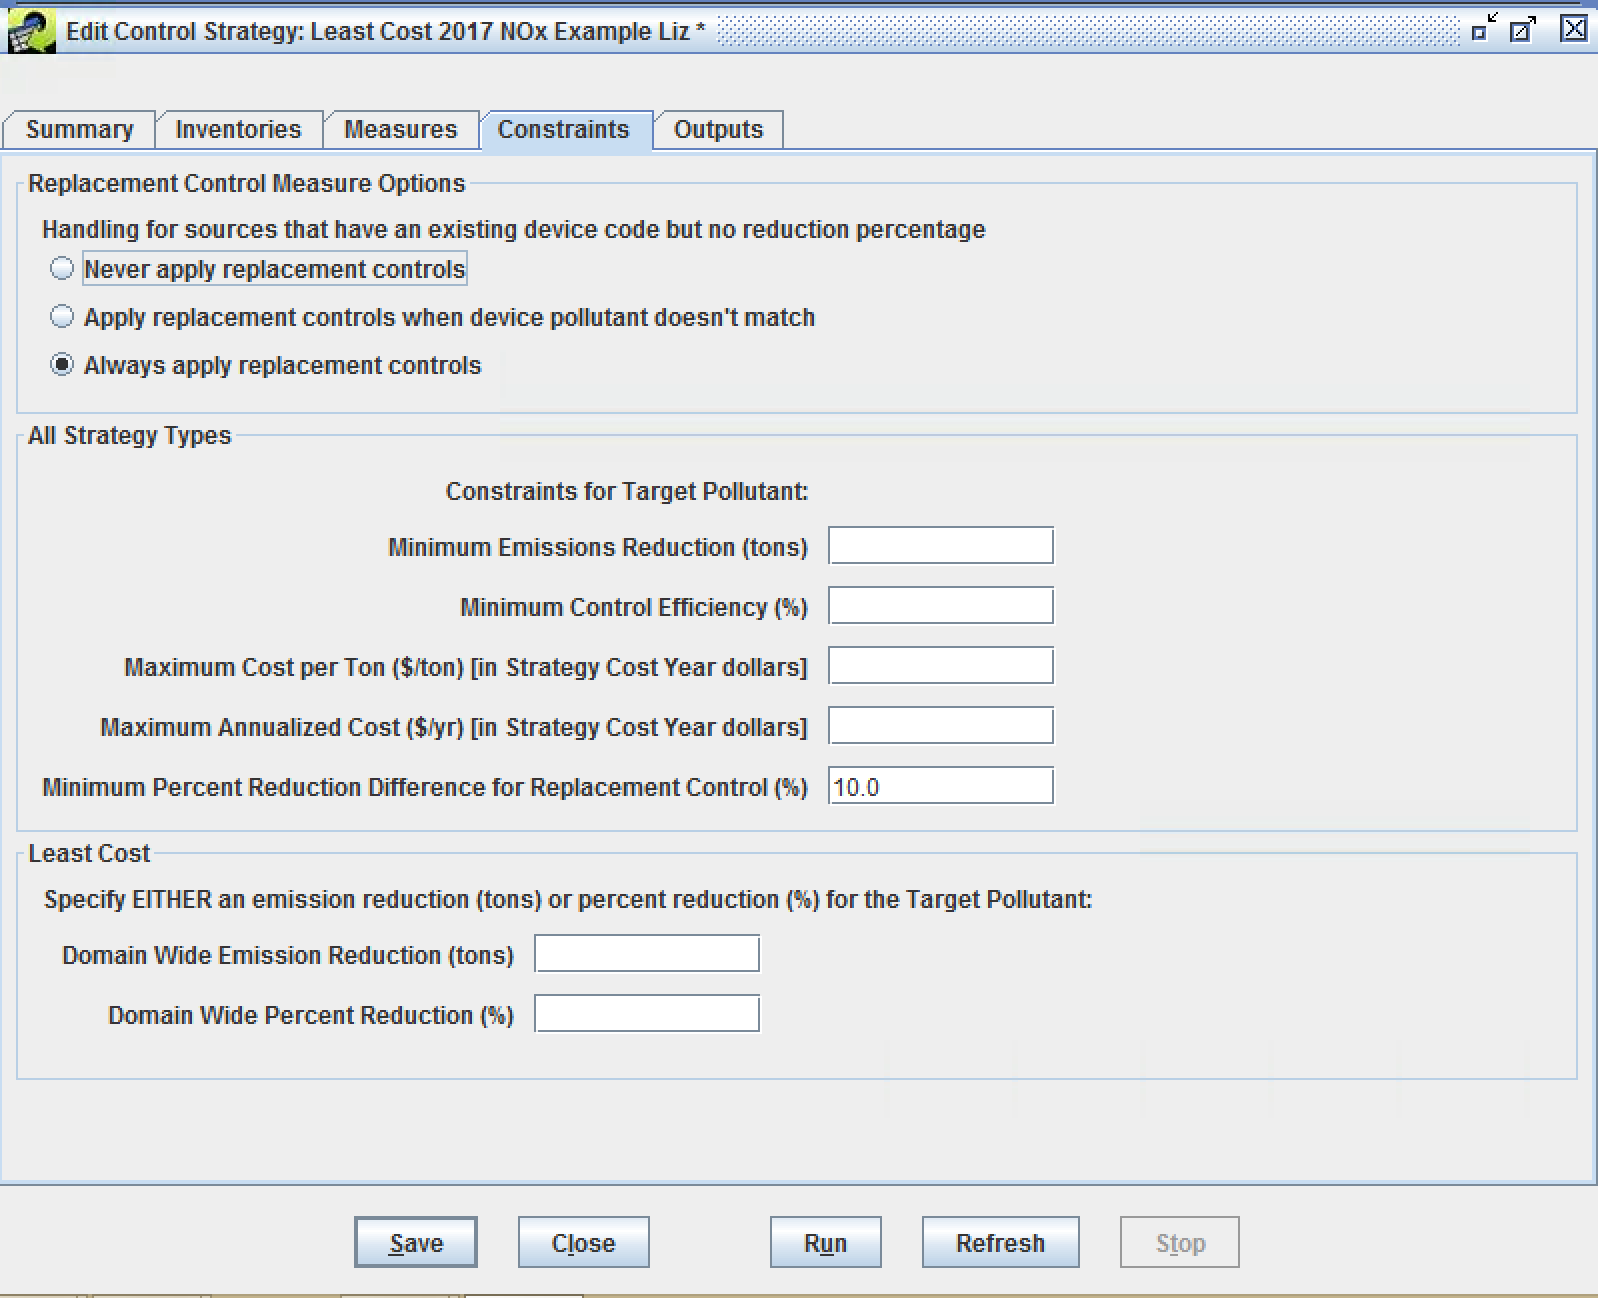 Edit Control Strategy: Least Cost 2017 NOx Example Liz *
Summary Inventories Measures Constraints Outputs
Replacement Control Measure Options
Handling for sources that have an existing device code but no reduction percentage
Never apply replacement controls
Apply replacement controls when device pollutant doesn't match
Always apply replacement controls
All Strategy Types
Constraints for Target Pollutant:
Minimum Emissions Reduction (tons)
Minimum Control Efficiency (%)
Maximum Cost per Ton ($/ton) [in Strategy Cost Year dollars]
Maximum Annualized Cost ($/yr) [in Strategy Cost Year dollars]
Minimum Percent Reduction Difference for Replacement Control (%) 10.0
Least Cost
Specify EITHER an emission reduction (tons) or percent reduction (%) for the Target Pollutant:
Domain Wide Emission Reduction (tons)
Domain Wide Percent Reduction (%)
Save Close Run Refresh Stop